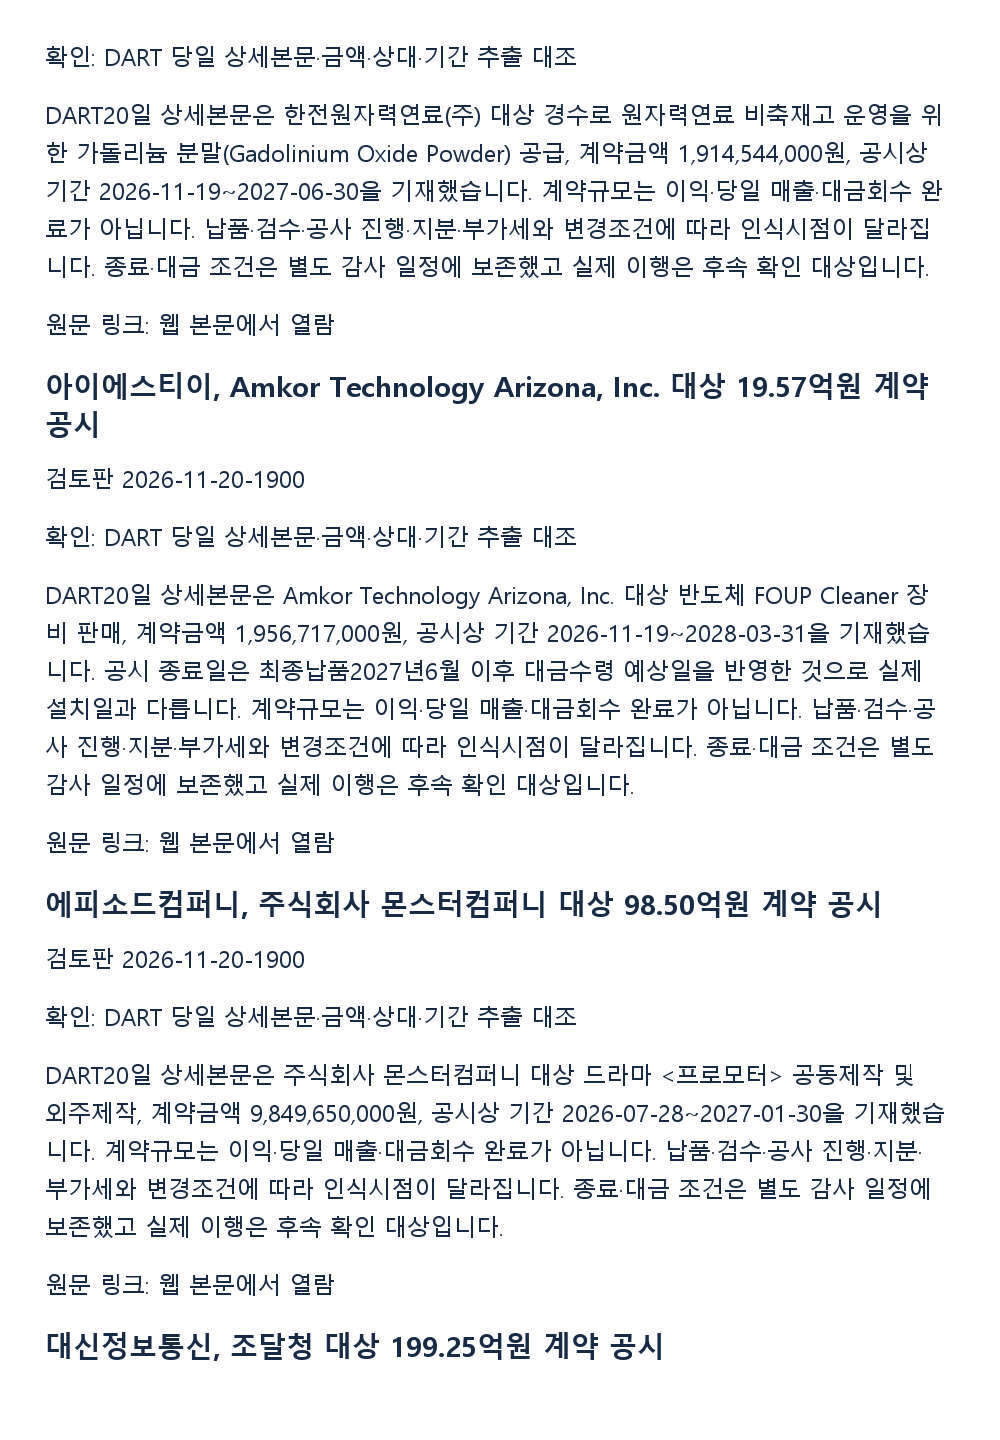 확인: DART 당일 상세본문·금액·상대·기간 추출 대조
DART20일 상세본문은 한전원자력연료(주) 대상 경수로 원자력연료 비축재고 운영을 위
한 가돌리늄 분말(Gadolinium Oxide Powder) 공급, 계약금액 1,914,544,000원, 공시상
기간 2026-11-19~2027-06-30을 기재했습니다. 계약규모는 이익·당일 매출·대금회수 완
료가 아닙니다. 납품·검수·공사 진행·지분·부가세와 변경조건에 따라 인식시점이 달라집
니다. 종료·대금 조건은 별도 감사 일정에 보존했고 실제 이행은 후속 확인 대상입니다.
원문 링크: 웹 본문에서 열람
아이에스티이, Amkor Technology Arizona, Inc. 대상 19.57억원 계약
공시
검토판 2026-11-20-1900
확인: DART 당일 상세본문·금액·상대·기간 추출 대조
DART20일 상세본문은 Amkor Technology Arizona, Inc. 대상 반도체 FOUP Cleaner 장
비 판매, 계약금액 1,956,717,000원, 공시상 기간 2026-11-19~2028-03-31을 기재했습
니다. 공시 종료일은 최종납품2027년6월 이후 대금수령 예상일을 반영한 것으로 실제
설치일과 다릅니다. 계약규모는 이익·당일 매출·대금회수 완료가 아닙니다. 납품·검수·공
사 진행·지분·부가세와 변경조건에 따라 인식시점이 달라집니다. 종료·대금 조건은 별도
감사 일정에 보존했고 실제 이행은 후속 확인 대상입니다.
원문 링크: 웹 본문에서 열람
에피소드컴퍼니, 주식회사 몬스터컴퍼니 대상 98.50억원 계약 공시
검토판 2026-11-20-1900
확인: DART 당일 상세본문·금액·상대·기간 추출 대조
DART20일 상세본문은 주식회사 몬스터컴퍼니 대상 드라마 <프로모터> 공동제작 및
외주제작, 계약금액 9,849,650,000원, 공시상 기간 2026-07-28~2027-01-30을 기재했습
니다. 계약규모는 이익·당일 매출·대금회수 완료가 아닙니다. 납품·검수·공사 진행·지분·
부가세와 변경조건에 따라 인식시점이 달라집니다. 종료·대금 조건은 별도 감사 일정에
보존했고 실제 이행은 후속 확인 대상입니다.
원문 링크: 웹 본문에서 열람
대신정보통신, 조달청 대상 199.25억원 계약 공시